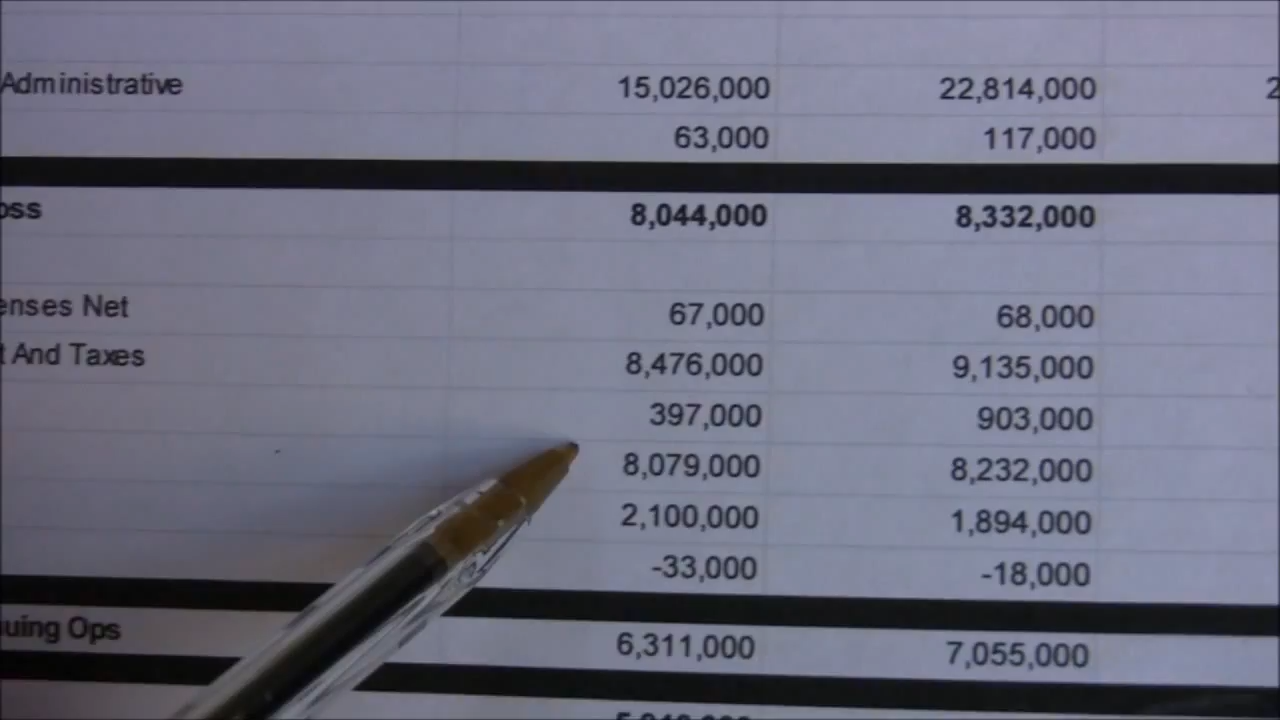 Administrative 15,026,000 22,814,000 2
63,000 117,000
oss 8,044,000 8,332,000
enses Net 67,000 68,000
t And Taxes 8,476,000 9,135,000
397,000 903,000
8,079,000 8,232,000
2,100,000 1,894,000
-33,000 -18,000
uing Ops 6,311,000 7,055,000